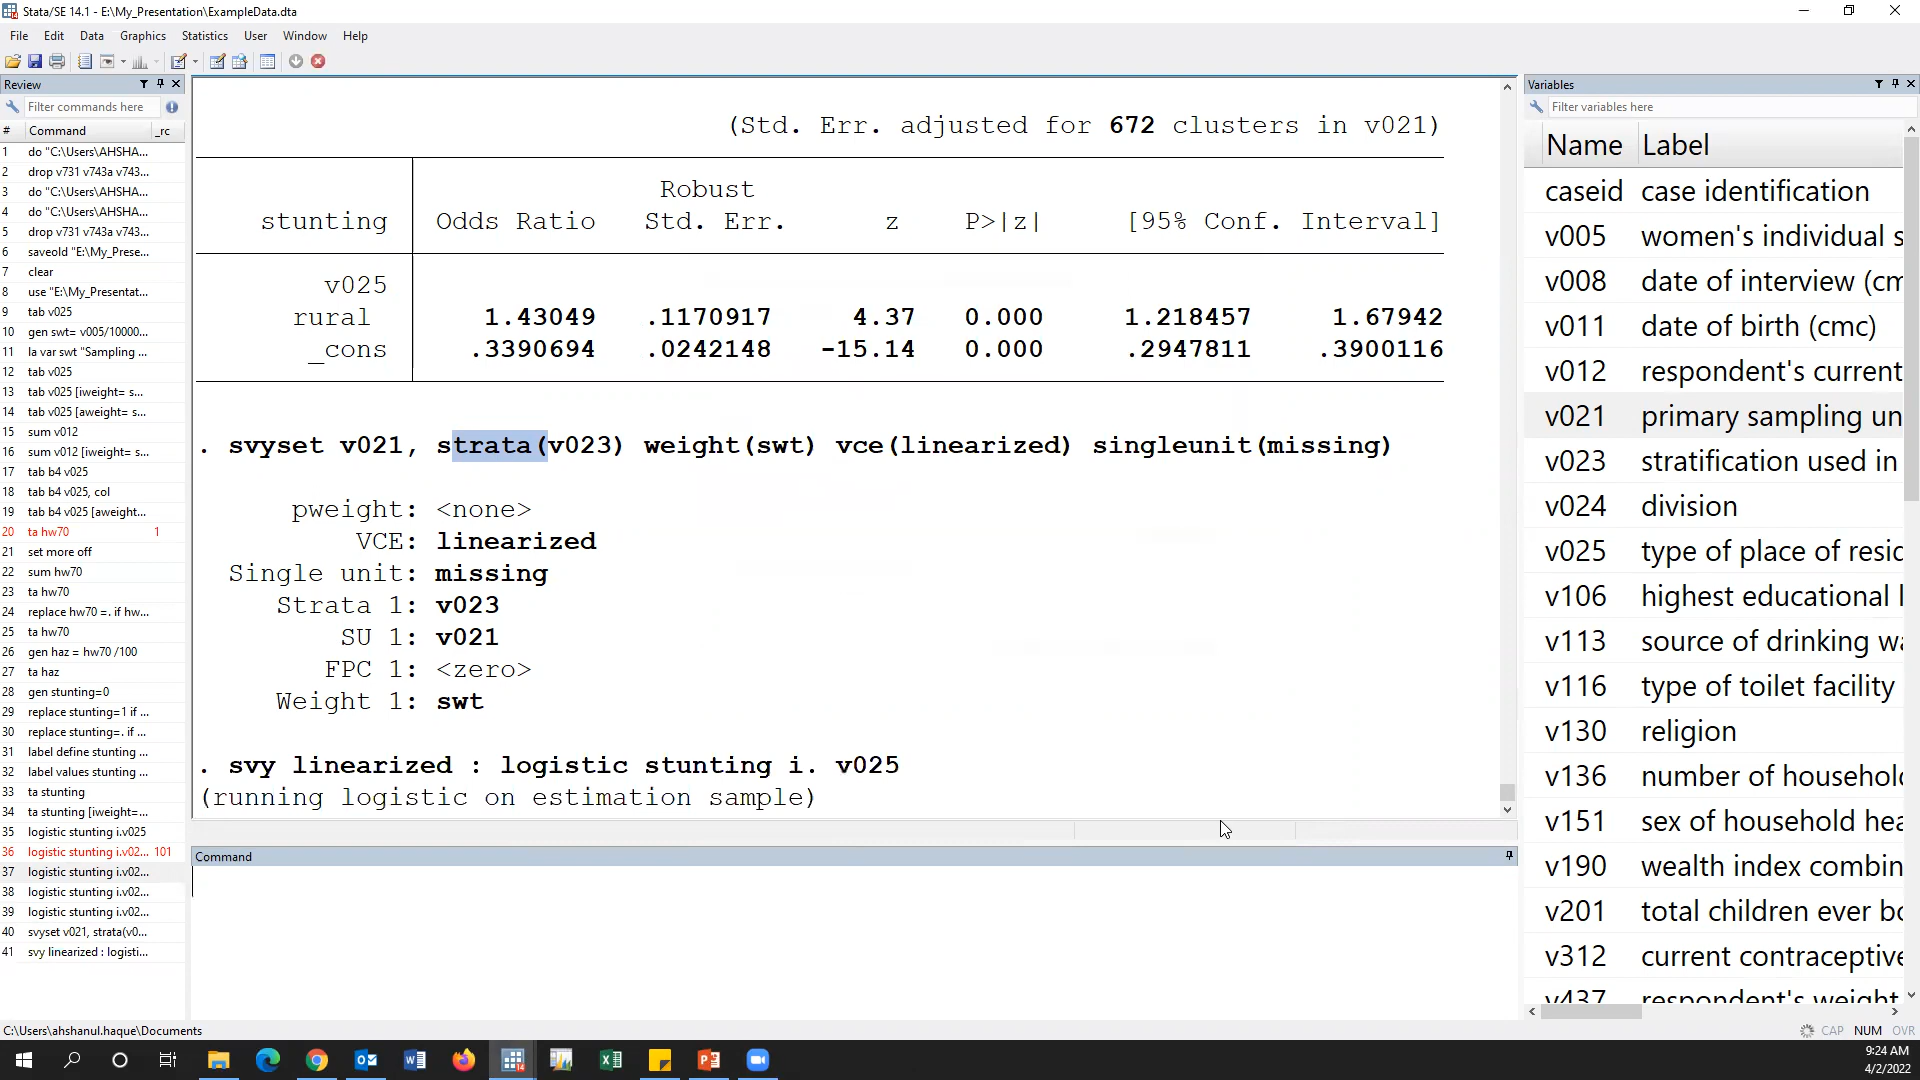 Stata/SE 14.1 - E:\My_Presentation\ExampleData.dta
File Edit Data Graphics Statistics User Window Help
Review
Filter commands here
# Command _rc
1 do "C:\Users\AHSHA...
2 drop v731 v743a v743...
3 do "C:\Users\AHSHA...
4 do "C:\Users\AHSHA...
5 drop v731 v743a v743...
6 saveold "E:\My_Prese...
7 clear
8 use "E:\My_Presentat...
9 tab v025
10 gen swt= v005/10000...
11 la var swt "Sampling ...
12 tab v025
13 tab v025 [iweight= s...
14 tab v025 [aweight= s...
15 sum v012
16 sum v012 [iweight= s...
17 tab b4 v025
18 tab b4 v025, col
19 tab b4 v025 [aweight...
20 ta hw70 1
21 set more off
22 sum hw70
23 ta hw70
24 replace hw70 =. if hw...
25 ta hw70
26 gen haz = hw70 /100
27 ta haz
28 gen stunting=0
29 replace stunting=1 if ...
30 replace stunting=. if ...
31 label define stunting ...
32 label values stunting ...
33 ta stunting
34 ta stunting [iweight=...
35 logistic stunting i.v025
36 logistic stunting i.v02... 101
37 logistic stunting i.v02...
38 logistic stunting i.v02...
39 logistic stunting i.v02...
40 svyset v021, strata(v0...
41 svy linearized : logisti...
(Std. Err. adjusted for 672 clusters in v021)
Robust
stunting Odds Ratio Std. Err. z P>|z| [95% Conf. Interval]
v025
rural 1.43049 .1170917 4.37 0.000 1.218457 1.67942
_cons .3390694 .0242148 -15.14 0.000 .2947811 .3900116
. svyset v021, strata(v023) weight(swt) vce(linearized) singleunit(missing)
pweight: <none>
VCE: linearized
Single unit: missing
Strata 1: v023
SU 1: v021
FPC 1: <zero>
Weight 1: swt
. svy linearized : logistic stunting i. v025
(running logistic on estimation sample)
Command
Variables
Filter variables here
Name Label
caseid case identification
v005 women's individual s
v008 date of interview (cm
v011 date of birth (cmc)
v012 respondent's current
v021 primary sampling un
v023 stratification used in
v024 division
v025 type of place of resid
v106 highest educational l
v113 source of drinking wa
v116 type of toilet facility
v130 religion
v136 number of household
v151 sex of household hea
v190 wealth index combin
v201 total children ever bo
v312 current contraceptive
v437 respondent's weight
C:\Users\ahshanul.haque\Documents
CAP NUM OVR
9:24 AM
4/2/2022